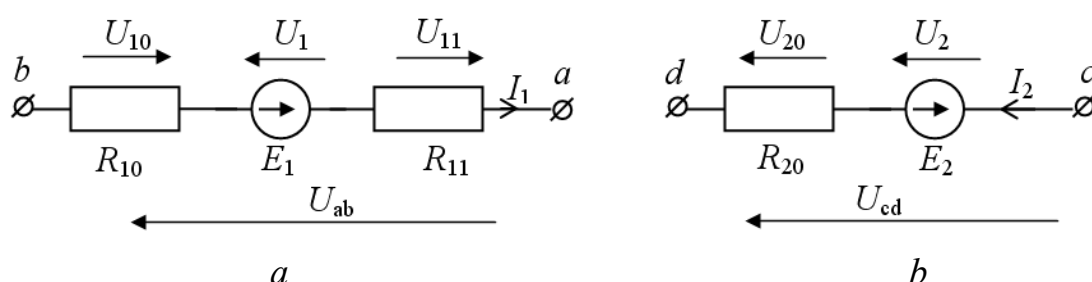 U10 U1 U11 U20 U2
b a d c
I1 I2
R10 E1 R11 R20 E2
Uab Ucd
a b